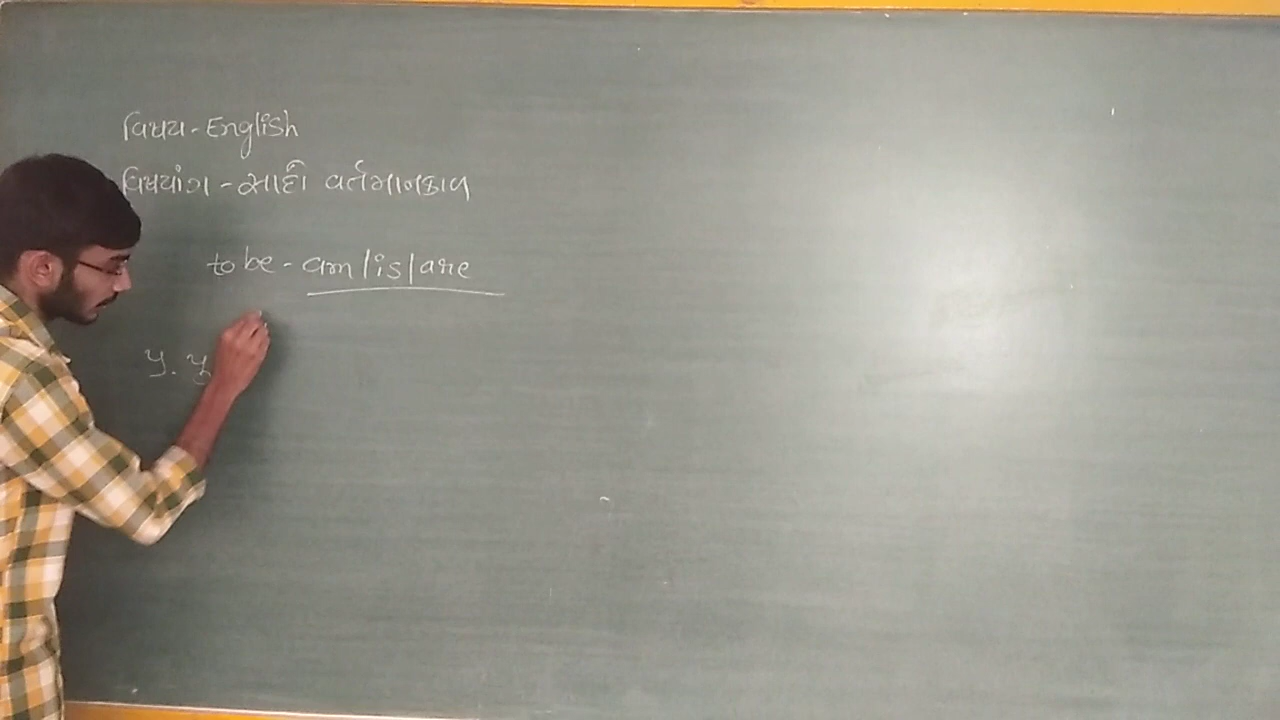 વિષય - English
વિષયાંગ - સાદો વર્તમાનકાળ
to be - am/is/are
પુ. પુ